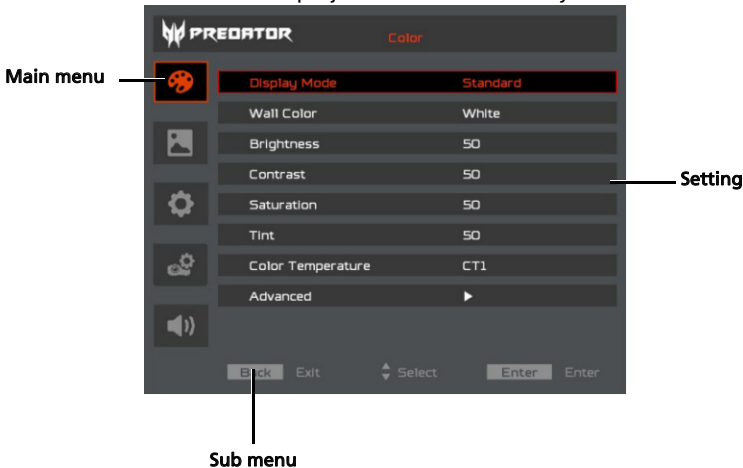 PREDATOR Color
Main menu
Display Mode Standard
Wall Color White
Brightness 50
Contrast 50
Setting
Saturation 50
Tint 50
Color Temperature CT1
Advanced
Back Exit Select Enter Enter
Sub menu